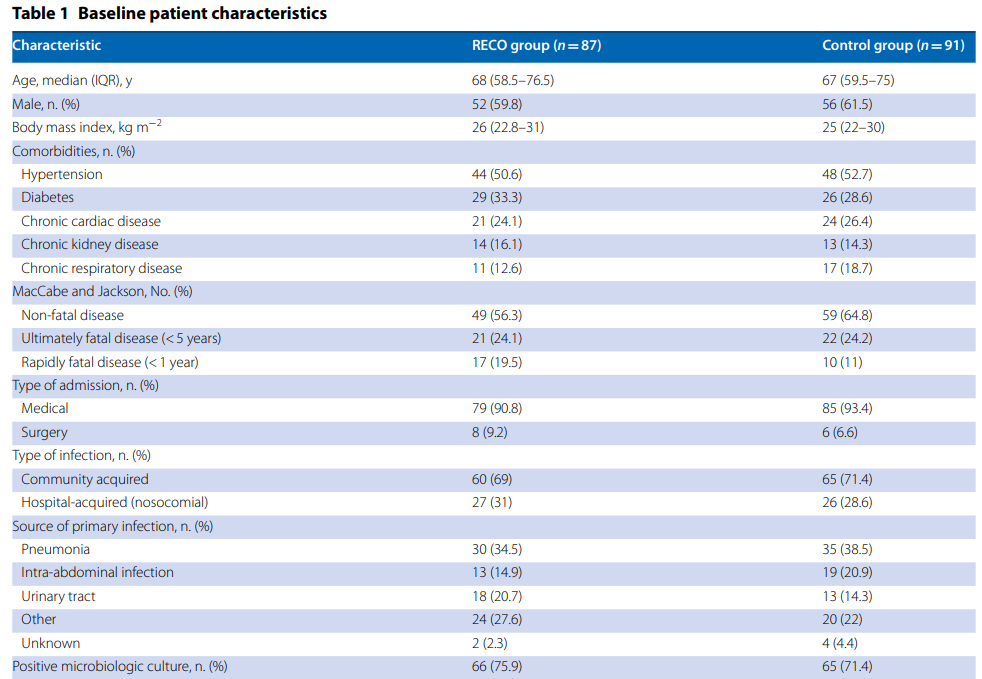 Table 1 Baseline patient characteristics
Characteristic RECO group (n = 87) Control group (n = 91)
Age, median (IQR), y 68 (58.5–76.5) 67 (59.5–75)
Male, n. (%) 52 (59.8) 56 (61.5)
Body mass index, kg m−2 26 (22.8–31) 25 (22–30)
Comorbidities, n. (%)
Hypertension 44 (50.6) 48 (52.7)
Diabetes 29 (33.3) 26 (28.6)
Chronic cardiac disease 21 (24.1) 24 (26.4)
Chronic kidney disease 14 (16.1) 13 (14.3)
Chronic respiratory disease 11 (12.6) 17 (18.7)
MacCabe and Jackson, No. (%)
Non-fatal disease 49 (56.3) 59 (64.8)
Ultimately fatal disease (< 5 years) 21 (24.1) 22 (24.2)
Rapidly fatal disease (< 1 year) 17 (19.5) 10 (11)
Type of admission, n. (%)
Medical 79 (90.8) 85 (93.4)
Surgery 8 (9.2) 6 (6.6)
Type of infection, n. (%)
Community acquired 60 (69) 65 (71.4)
Hospital-acquired (nosocomial) 27 (31) 26 (28.6)
Source of primary infection, n. (%)
Pneumonia 30 (34.5) 35 (38.5)
Intra-abdominal infection 13 (14.9) 19 (20.9)
Urinary tract 18 (20.7) 13 (14.3)
Other 24 (27.6) 20 (22)
Unknown 2 (2.3) 4 (4.4)
Positive microbiologic culture, n. (%) 66 (75.9) 65 (71.4)